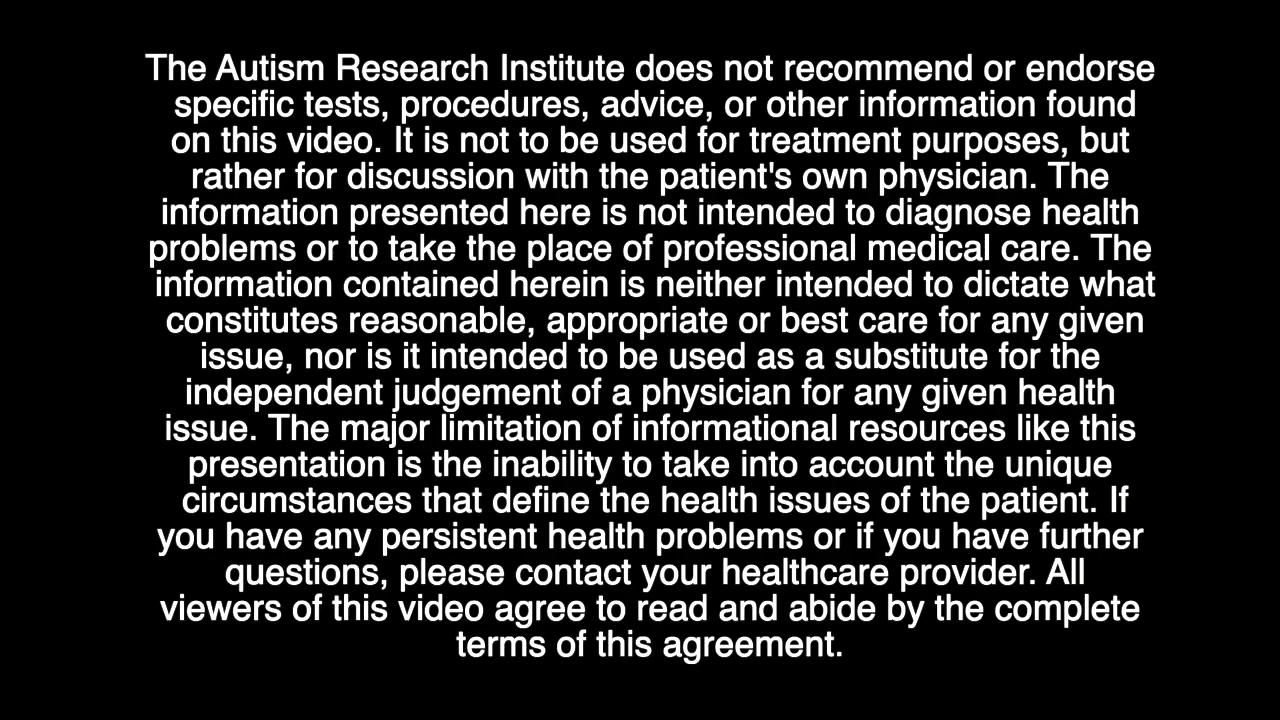 The Autism Research Institute does not recommend or endorse
specific tests, procedures, advice, or other information found
on this video. It is not to be used for treatment purposes, but
rather for discussion with the patient's own physician. The
information presented here is not intended to diagnose health
problems or to take the place of professional medical care. The
information contained herein is neither intended to dictate what
constitutes reasonable, appropriate or best care for any given
issue, nor is it intended to be used as a substitute for the
independent judgement of a physician for any given health
issue. The major limitation of informational resources like this
presentation is the inability to take into account the unique
circumstances that define the health issues of the patient. If
you have any persistent health problems or if you have further
questions, please contact your healthcare provider. All
viewers of this video agree to read and abide by the complete
terms of this agreement.